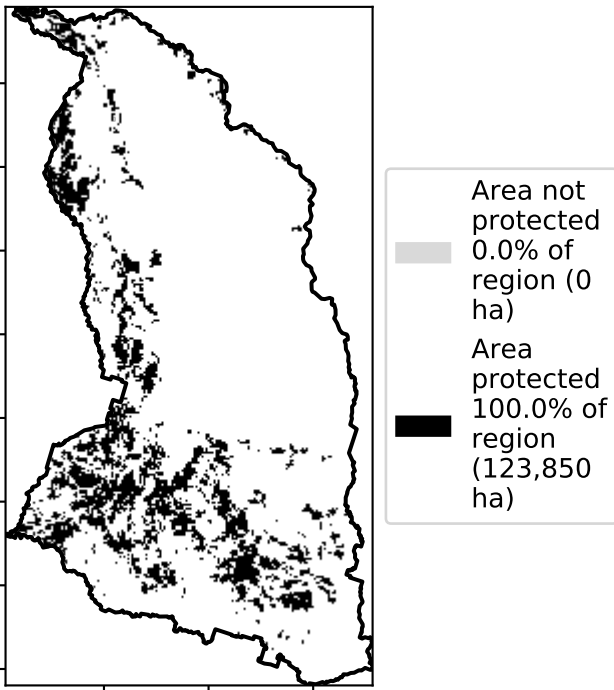 Area not
protected
0.0% of
region (0
ha)
Area
protected
100.0% of
region
(123,850
ha)